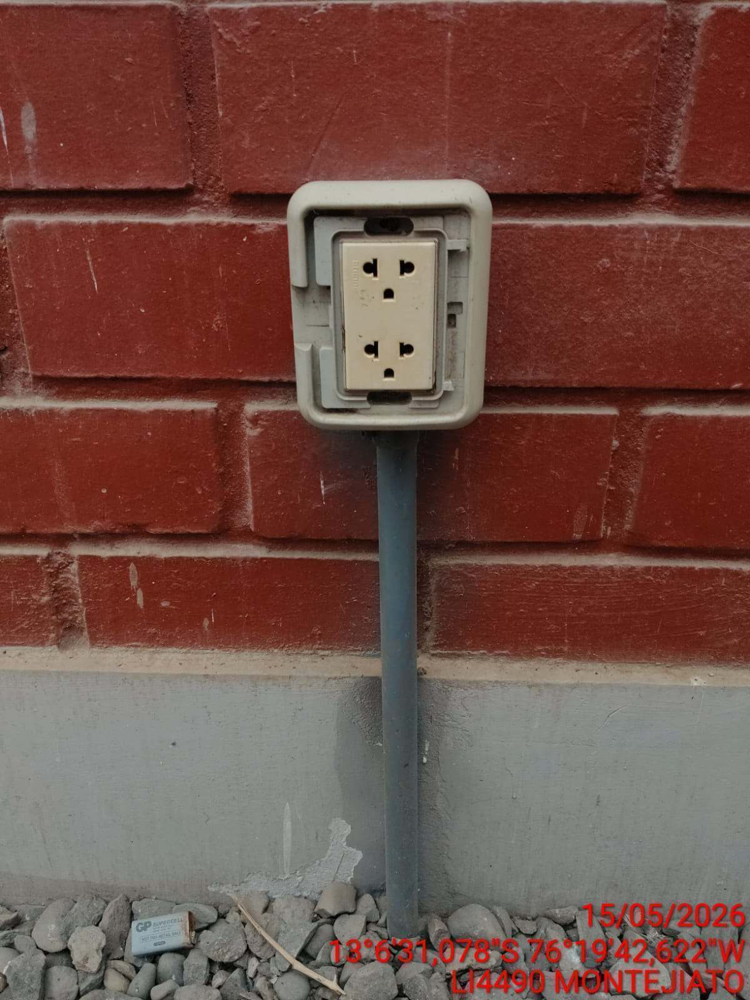 GP SUPERCELL
NOT FOR RETAIL SALE
15/05/2026
13°6'31,078"S 76°19'42,622"W
LI4490 MONTEJIATO